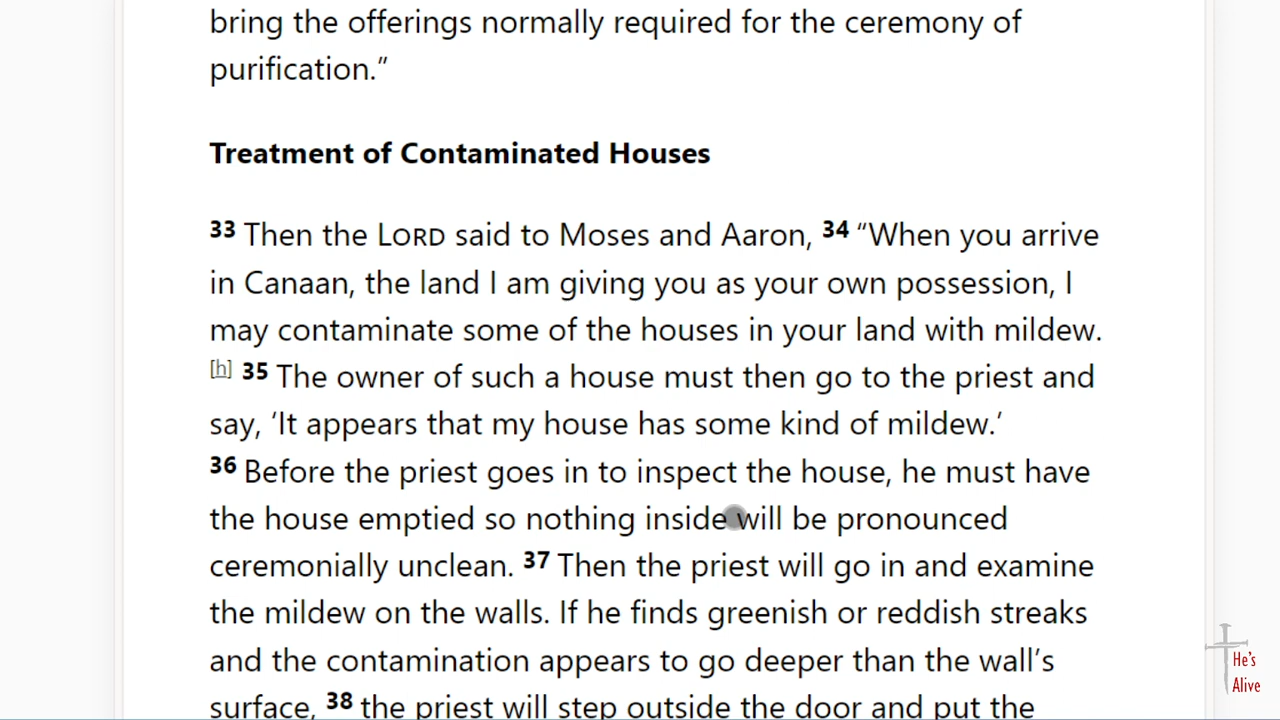 bring the offerings normally required for the ceremony of
purification.”
Treatment of Contaminated Houses
33 Then the LORD said to Moses and Aaron, 34 “When you arrive
in Canaan, the land I am giving you as your own possession, I
may contaminate some of the houses in your land with mildew.
[h] 35 The owner of such a house must then go to the priest and
say, ‘It appears that my house has some kind of mildew.’
36 Before the priest goes in to inspect the house, he must have
the house emptied so nothing inside will be pronounced
ceremonially unclean. 37 Then the priest will go in and examine
the mildew on the walls. If he finds greenish or reddish streaks
and the contamination appears to go deeper than the wall’s
surface, 38 the priest will step outside the door and put the
He’s
Alive